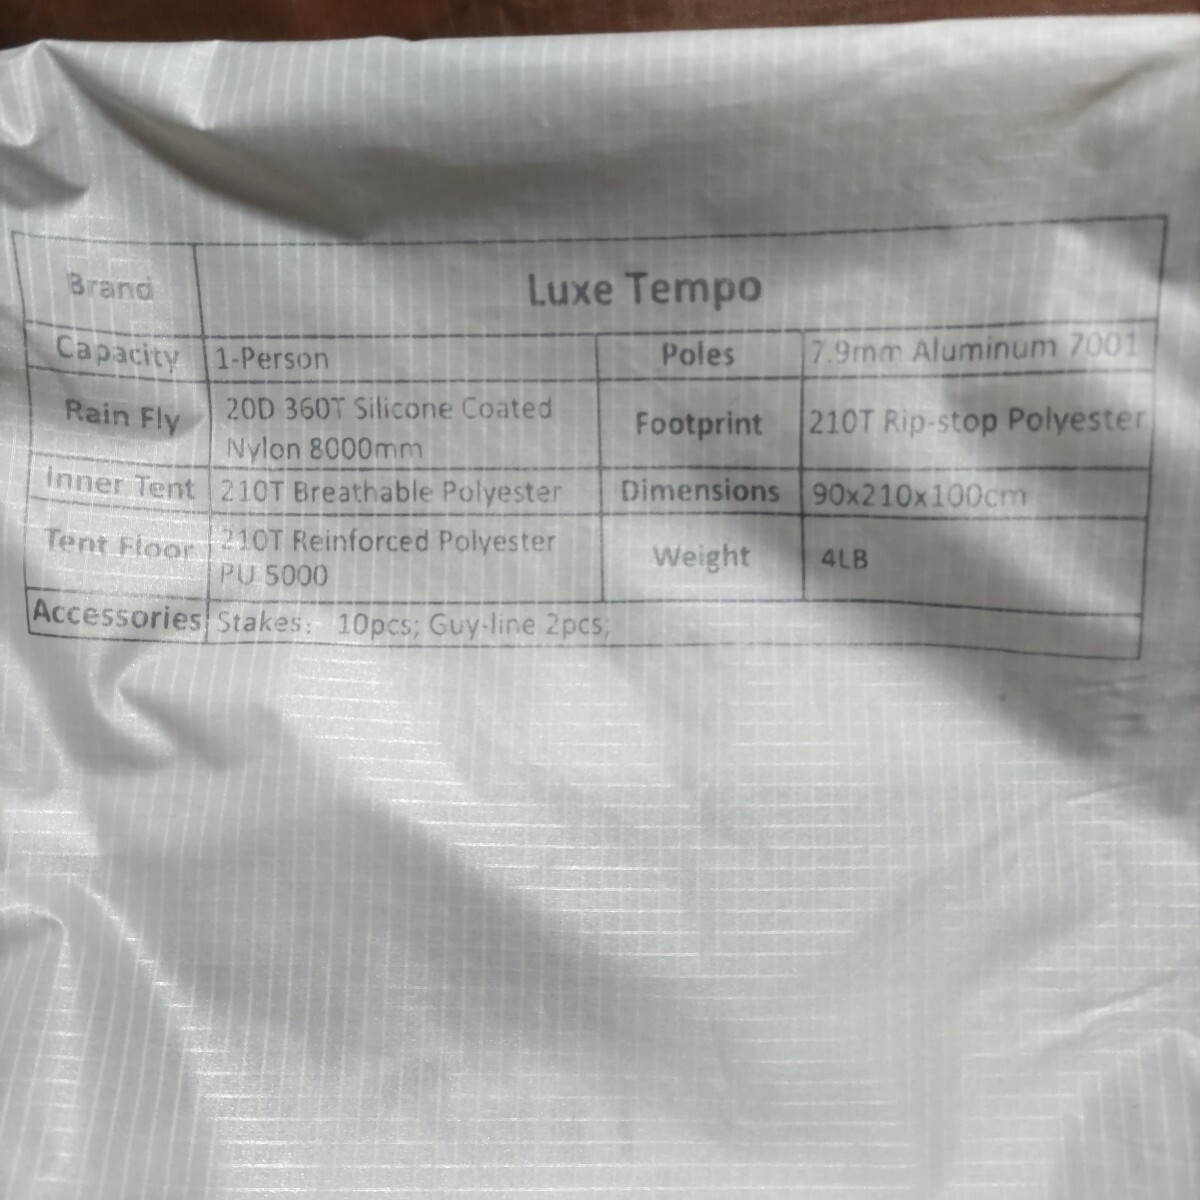 Brand Luxe Tempo
Capacity 1-Person Poles 7.9mm Aluminum 7001
Rain Fly 20D 360T Silicone Coated
Nylon 8000mm
Footprint 210T Rip-stop Polyester
Inner Tent 210T Breathable Polyester Dimensions 90x210x100cm
Tent Floor 210T Reinforced Polyester
PU 5000
Weight 4LB
Accessories Stakes： 10pcs; Guy-line 2pcs;